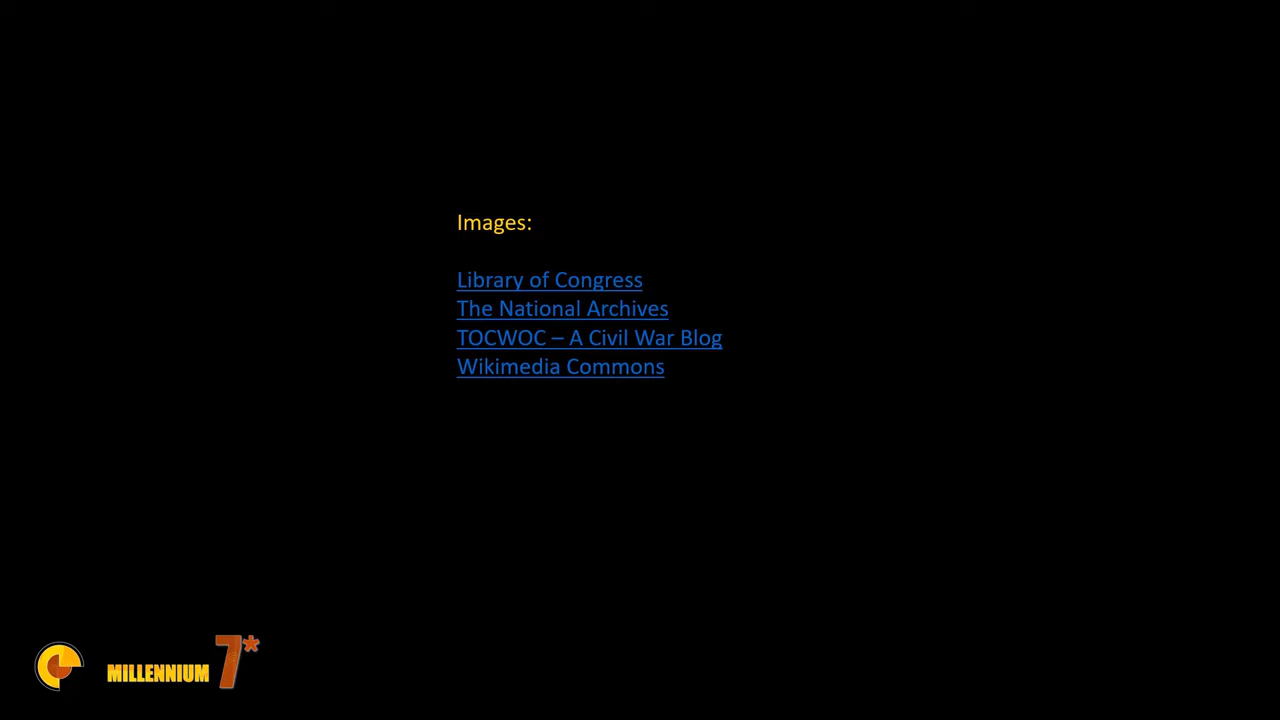 Images:
Library of Congress
The National Archives
TOCWOC – A Civil War Blog
Wikimedia Commons
MILLENNIUM 7*